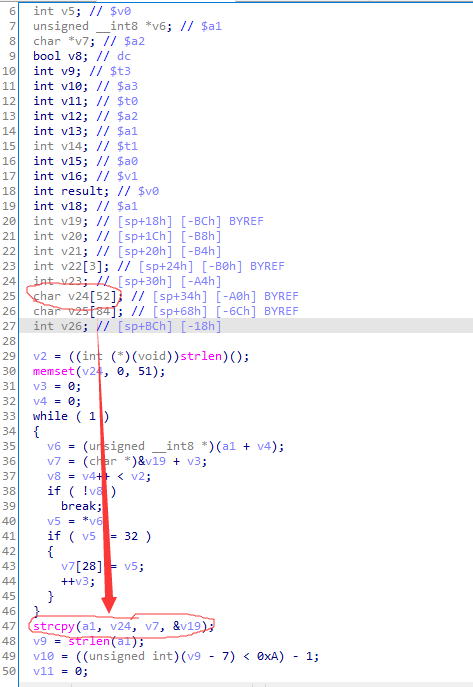 6 int v5; // $v0
7 unsigned __int8 *v6; // $a1
8 char *v7; // $a2
9 bool v8; // dc
10 int v9; // $t3
11 int v10; // $a3
12 int v11; // $t0
13 int v12; // $a2
14 int v13; // $a1
15 int v14; // $t1
16 int v15; // $a0
17 int v16; // $v1
18 int result; // $v0
19 int v18; // $a1
20 int v19; // [sp+18h] [-BCh] BYREF
21 int v20; // [sp+1Ch] [-B8h]
22 int v21; // [sp+20h] [-B4h]
23 int v22[3]; // [sp+24h] [-B0h] BYREF
24 int v23; // [sp+30h] [-A4h]
25 char v24[52]; // [sp+34h] [-A0h] BYREF
26 char v25[84]; // [sp+68h] [-6Ch] BYREF
27 int v26; // [sp+BCh] [-18h]
28
29 v2 = ((int (*)(void))strlen)();
30 memset(v24, 0, 51);
31 v3 = 0;
32 v4 = 0;
33 while ( 1 )
34 {
35 v6 = (unsigned __int8 *)(a1 + v4);
36 v7 = (char *)&v19 + v3;
37 v8 = v4++ < v2;
38 if ( !v8 )
39 break;
40 v5 = *v6
41 if ( v5 = 32 )
42 {
43 v7[28] = v5;
44 ++v3;
45 }
46 }
47 strcpy(a1, v24, v7, &v19);
48 v9 = strlen(a1);
49 v10 = ((unsigned int)(v9 - 7) < 0xA) - 1;
50 v11 = 0;